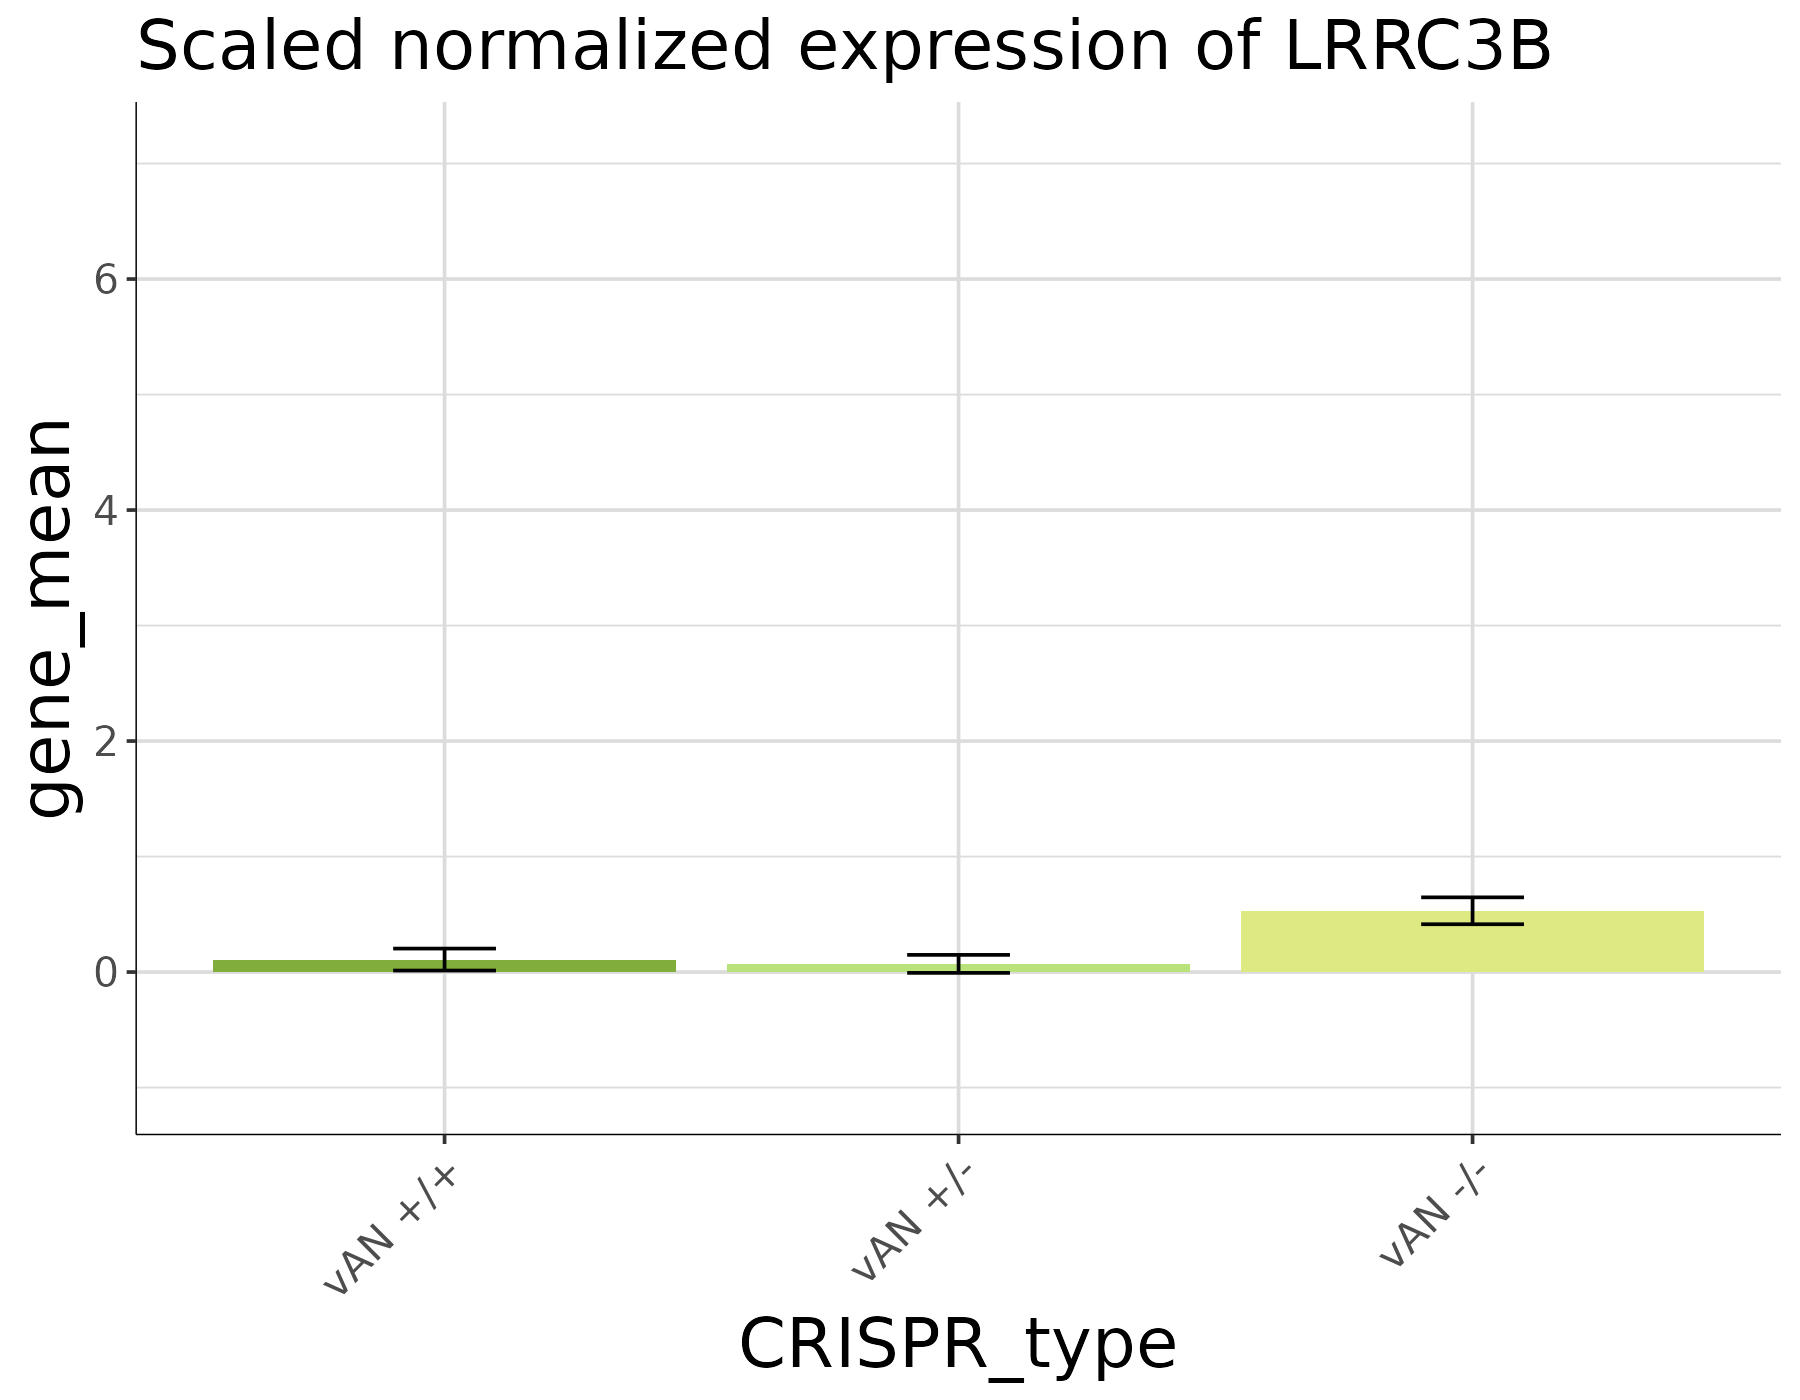 Scaled normalized expression of LRRC3B
gene_mean
6
4
2
0
vAN +/+
vAN +/-
vAN -/-
CRISPR_type